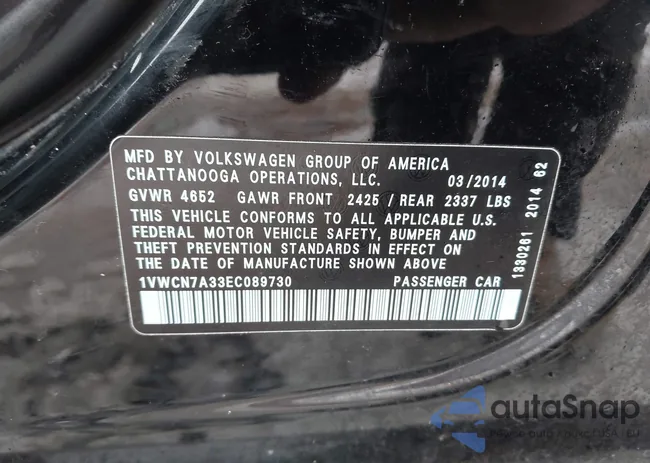 MFD BY VOLKSWAGEN GROUP OF AMERICA
CHATTANOOGA OPERATIONS, LLC. 03/2014
GVWR 4652 GAWR FRONT 2425 / REAR 2337 LBS
THIS VEHICLE CONFORMS TO ALL APPLICABLE U.S.
FEDERAL MOTOR VEHICLE SAFETY, BUMPER AND
THEFT PREVENTION STANDARDS IN EFFECT ON
THE DATE OF MANUFACTURE SHOWN ABOVE
1VWCN7A33EC089730 PASSENGER CAR
1330261 2014 62
autaSnap